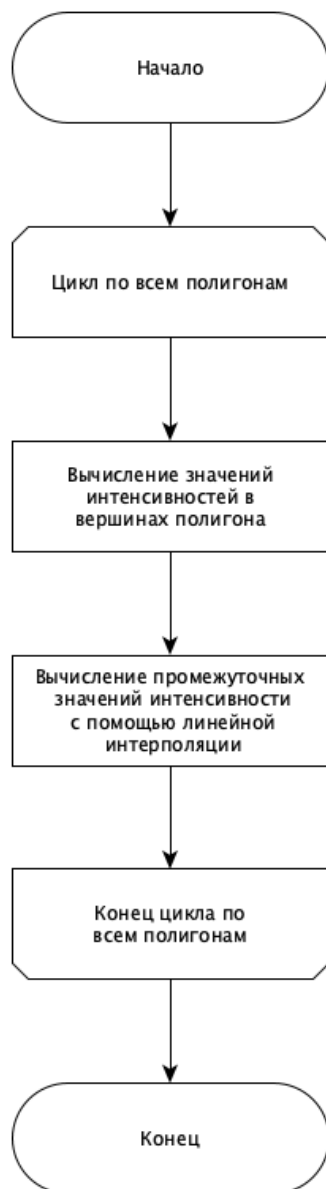 Начало
Цикл по всем полигонам
Вычисление значений
интенсивностей в
вершинах полигона
Вычисление промежуточных
значений интенсивности
с помощью линейной
интерполяции
Конец цикла по
всем полигонам
Конец